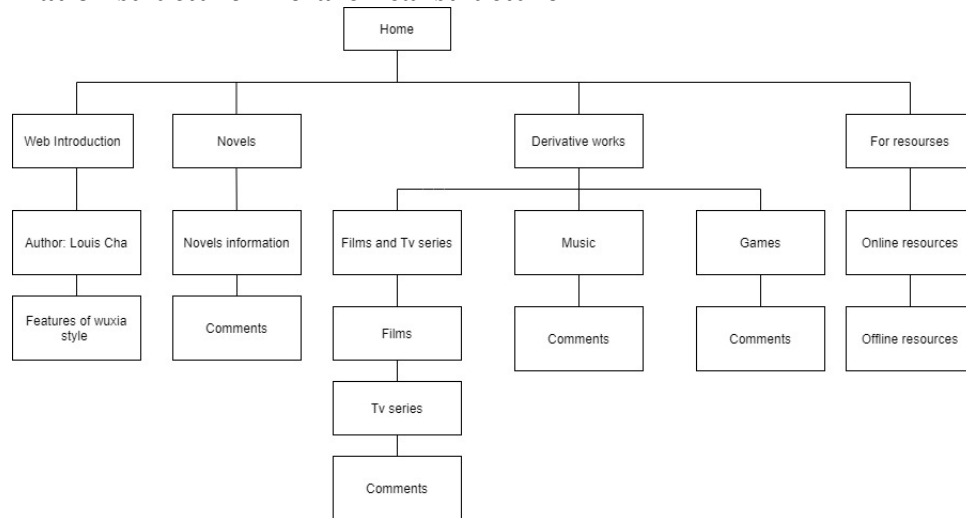 Home
Web Introduction
Novels
Derivative works
For resourses
Author: Louis Cha
Novels information
Films and Tv series
Music
Games
Online resources
Features of wuxia
style
Comments
Films
Comments
Comments
Offline resources
Tv series
Comments